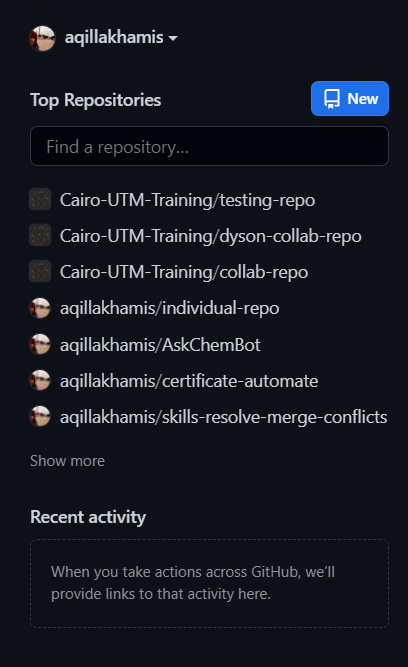 aqillakhamis
Top Repositories
New
Find a repository...
Cairo-UTM-Training/testing-repo
Cairo-UTM-Training/dyson-collab-repo
Cairo-UTM-Training/collab-repo
aqillakhamis/individual-repo
aqillakhamis/AskChemBot
aqillakhamis/certificate-automate
aqillakhamis/skills-resolve-merge-conflicts
Show more
Recent activity
When you take actions across GitHub, we'll
provide links to that activity here.